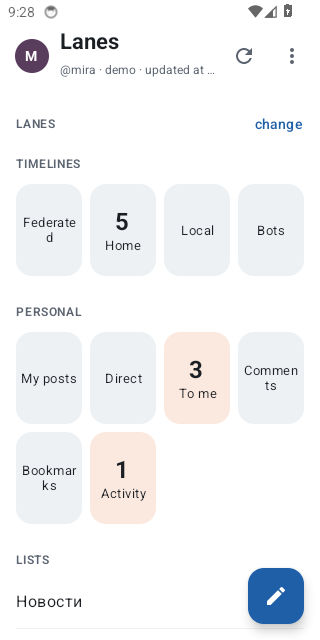 9:28
M
Lanes
@mira · demo · updated at …
LANES
change
TIMELINES
Federate
d
5
Home
Local
Bots
PERSONAL
My posts
Direct
3
To me
Commen
ts
Bookmar
ks
1
Activity
LISTS
Новости